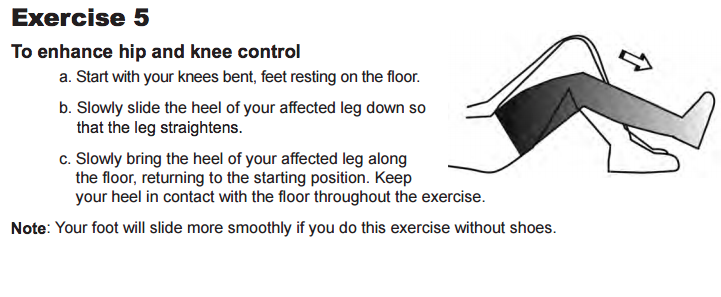 Exercise 5
To enhance hip and knee control
a. Start with your knees bent, feet resting on the floor.
b. Slowly slide the heel of your affected leg down so
that the leg straightens.
c. Slowly bring the heel of your affected leg along
the floor, returning to the starting position. Keep
your heel in contact with the floor throughout the exercise.
Note: Your foot will slide more smoothly if you do this exercise without shoes.